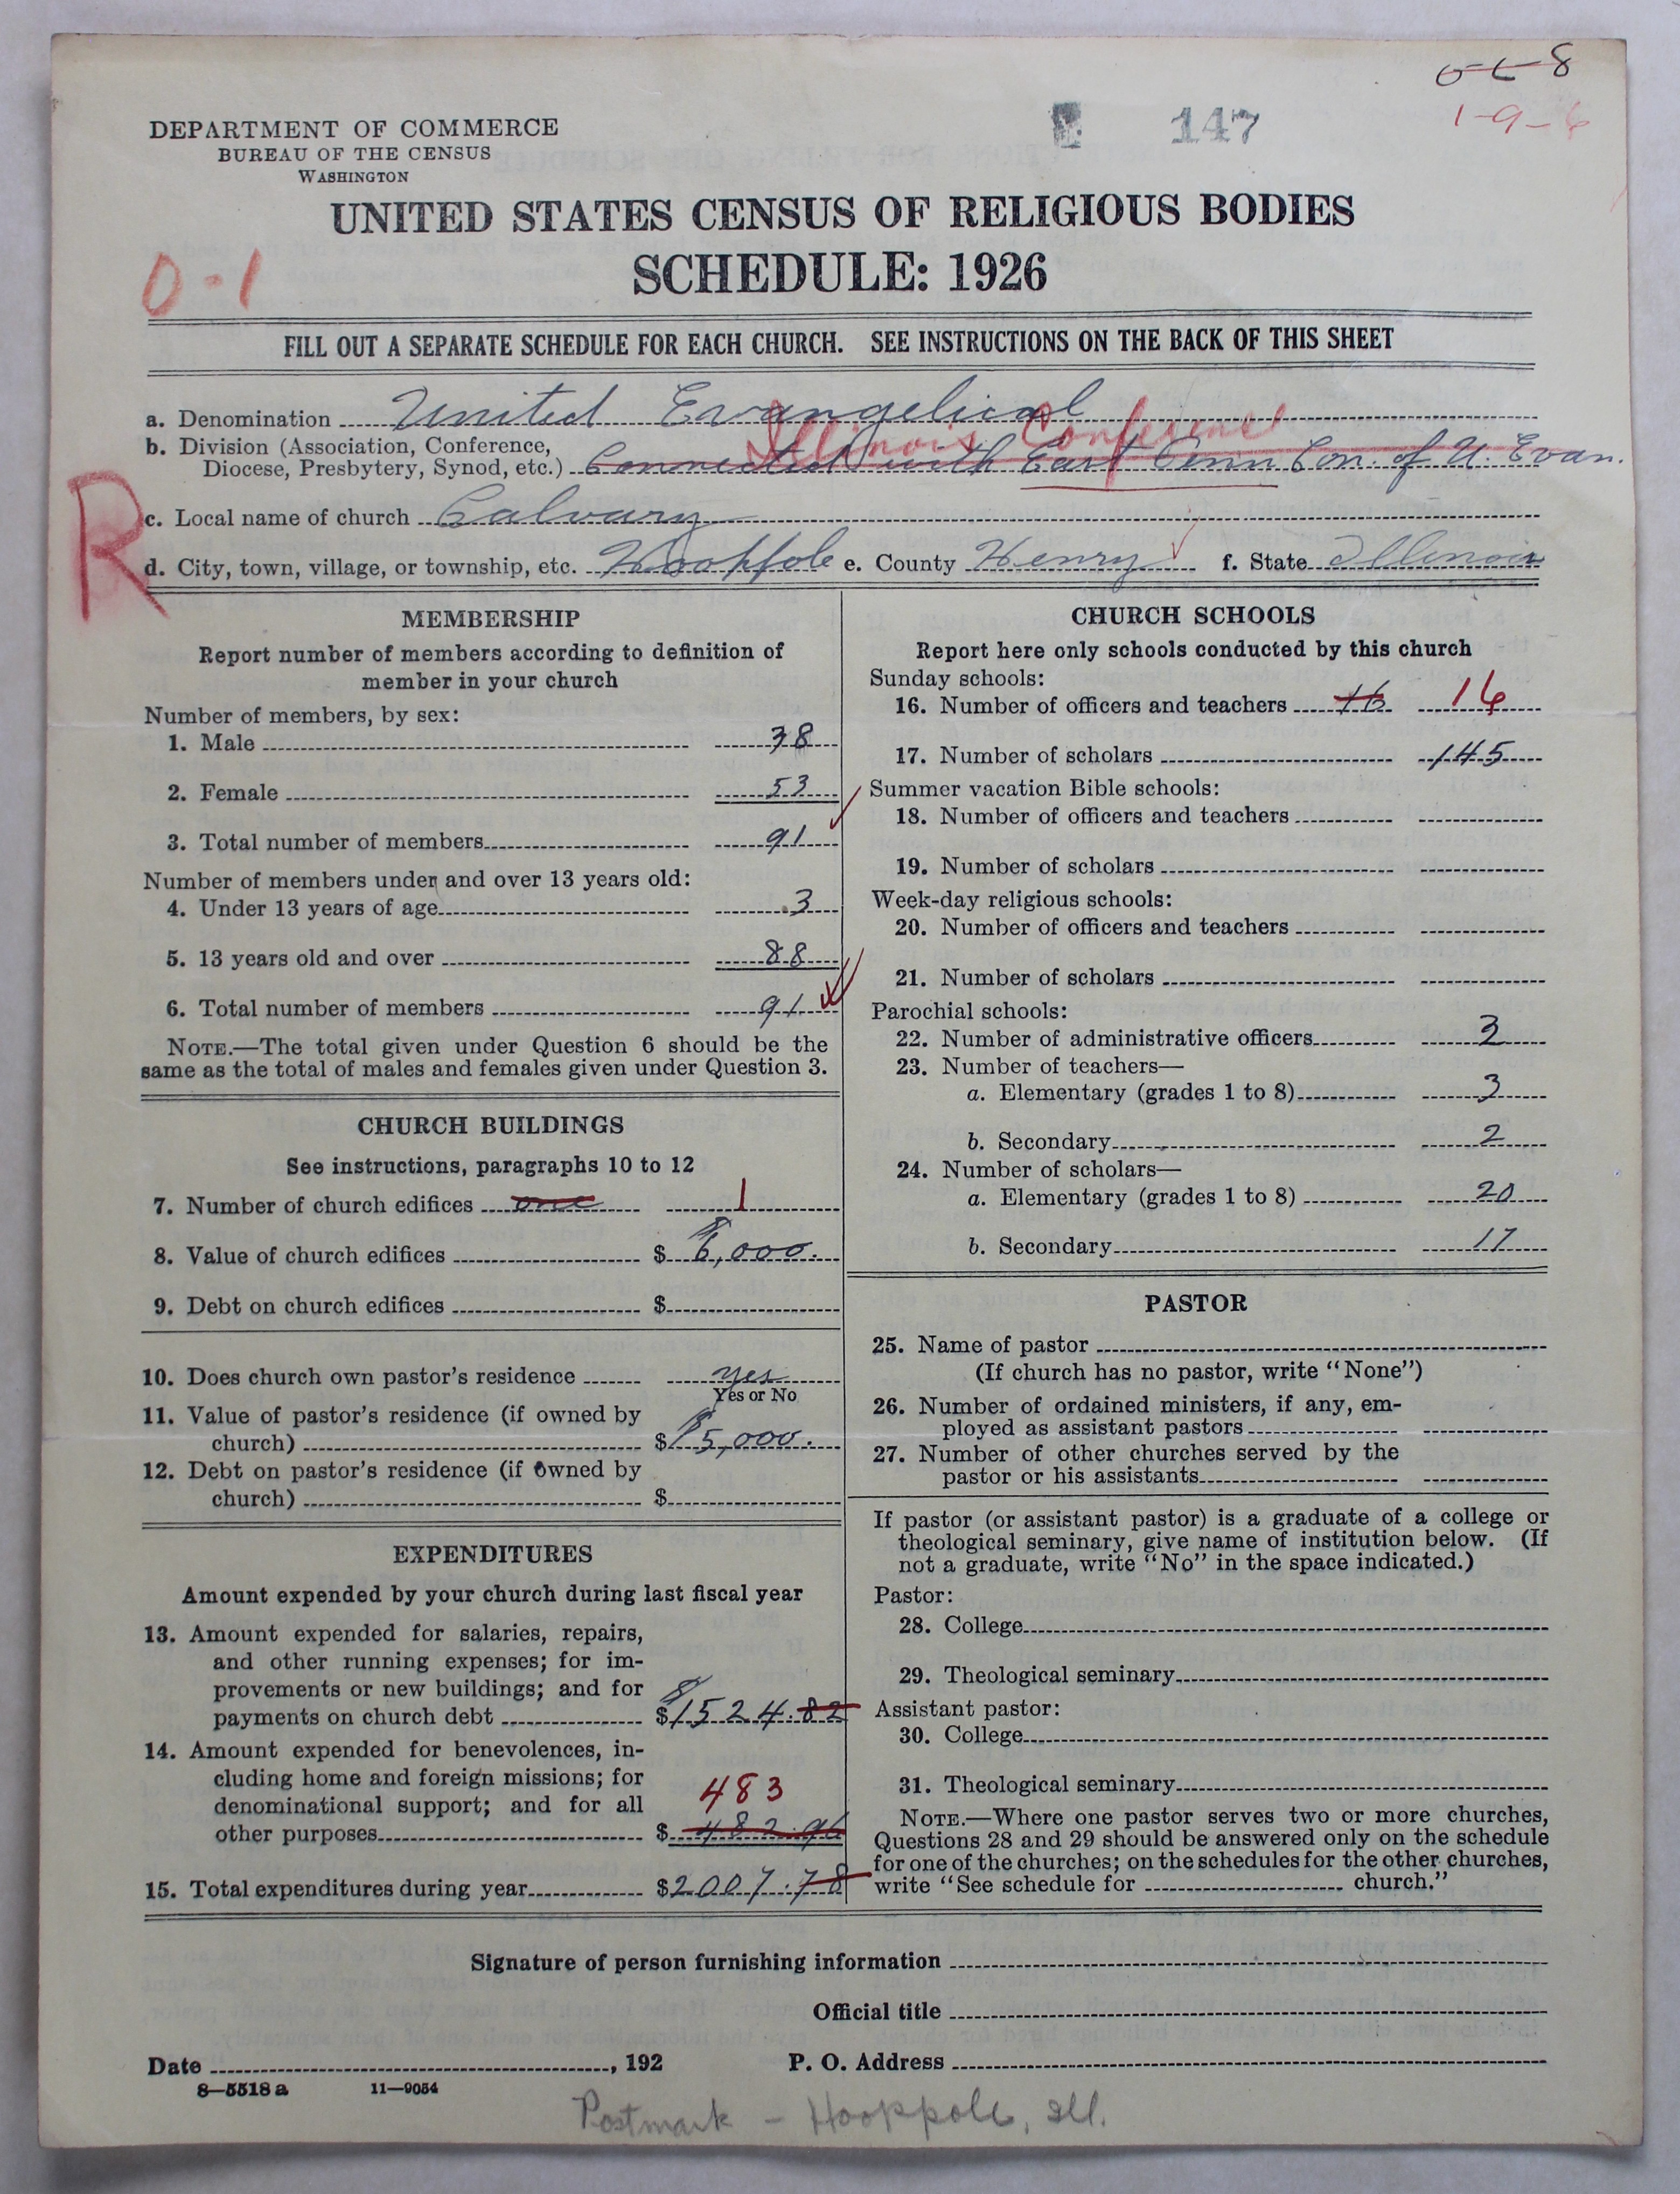 0-L-8
1-9-6
147
DEPARTMENT OF COMMERCE
BUREAU OF THE CENSUS
WASHINGTON
UNITED STATES CENSUS OF RELIGIOUS BODIES
SCHEDULE: 1926
0-1
FILL OUT A SEPARATE SCHEDULE FOR EACH CHURCH. SEE INSTRUCTIONS ON THE BACK OF THIS SHEET
a. Denomination United Evangelical
Illinois Conference
b. Division (Association, Conference,
Diocese, Presbytery, Synod, etc.) Connected with East Penn Con. of U. Evan.
R
c. Local name of church Calvary
d. City, town, village, or township, etc. Hooppole e. County Henry f. State Illinois
MEMBERSHIP
Report number of members according to definition of
member in your church
Number of members, by sex:
1. Male 38
2. Female 53
3. Total number of members 91
Number of members under and over 13 years old:
4. Under 13 years of age 3
5. 13 years old and over 88
6. Total number of members 91
NOTE.—The total given under Question 6 should be the
same as the total of males and females given under Question 3.
CHURCH BUILDINGS
See instructions, paragraphs 10 to 12
7. Number of church edifices one 1
8. Value of church edifices $ $6,000.
9. Debt on church edifices $
10. Does church own pastor's residence yes
Yes or No
11. Value of pastor's residence (if owned by
church) $ $5,000.
12. Debt on pastor's residence (if owned by
church) $
EXPENDITURES
Amount expended by your church during last fiscal year
13. Amount expended for salaries, repairs,
and other running expenses; for im-
provements or new buildings; and for
payments on church debt $ $1524.82
14. Amount expended for benevolences, in-
cluding home and foreign missions; for
denominational support; and for all 483
other purposes $ 482.96
15. Total expenditures during year $2007.78
CHURCH SCHOOLS
Report here only schools conducted by this church
Sunday schools:
16. Number of officers and teachers 16 16
17. Number of scholars 145
Summer vacation Bible schools:
18. Number of officers and teachers
19. Number of scholars
Week-day religious schools:
20. Number of officers and teachers
21. Number of scholars
Parochial schools:
22. Number of administrative officers 3
23. Number of teachers—
a. Elementary (grades 1 to 8) 3
b. Secondary 2
24. Number of scholars—
a. Elementary (grades 1 to 8) 20
b. Secondary 17
PASTOR
25. Name of pastor
(If church has no pastor, write "None")
26. Number of ordained ministers, if any, em-
ployed as assistant pastors
27. Number of other churches served by the
pastor or his assistants
If pastor (or assistant pastor) is a graduate of a college or
theological seminary, give name of institution below. (If
not a graduate, write "No" in the space indicated.)
Pastor:
28. College
29. Theological seminary
Assistant pastor:
30. College
31. Theological seminary
NOTE.—Where one pastor serves two or more churches,
Questions 28 and 29 should be answered only on the schedule
for one of the churches; on the schedules for the other churches,
write "See schedule for church."
Signature of person furnishing information
Official title
Date , 192 P. O. Address
8—5518 a 11—9054
Postmark - Hooppole, Ill.